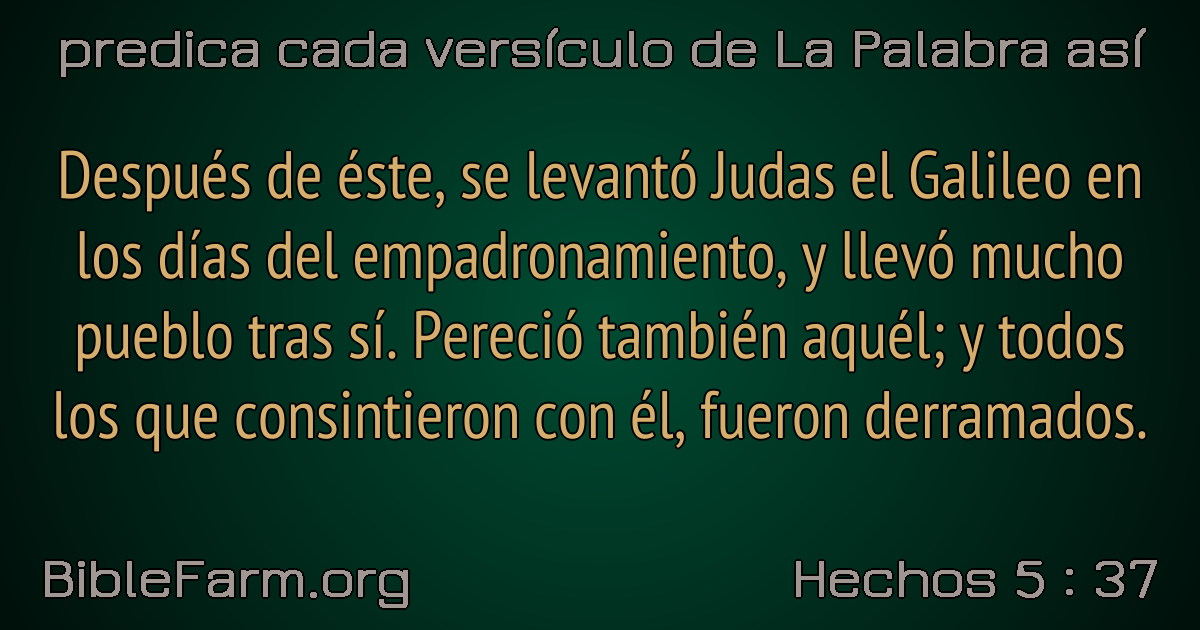 predica cada versículo de La Palabra así
Después de éste, se levantó Judas el Galileo en
los días del empadronamiento, y llevó mucho
pueblo tras sí. Pereció también aquél; y todos
los que consintieron con él, fueron derramados.
BibleFarm.org
Hechos 5 : 37